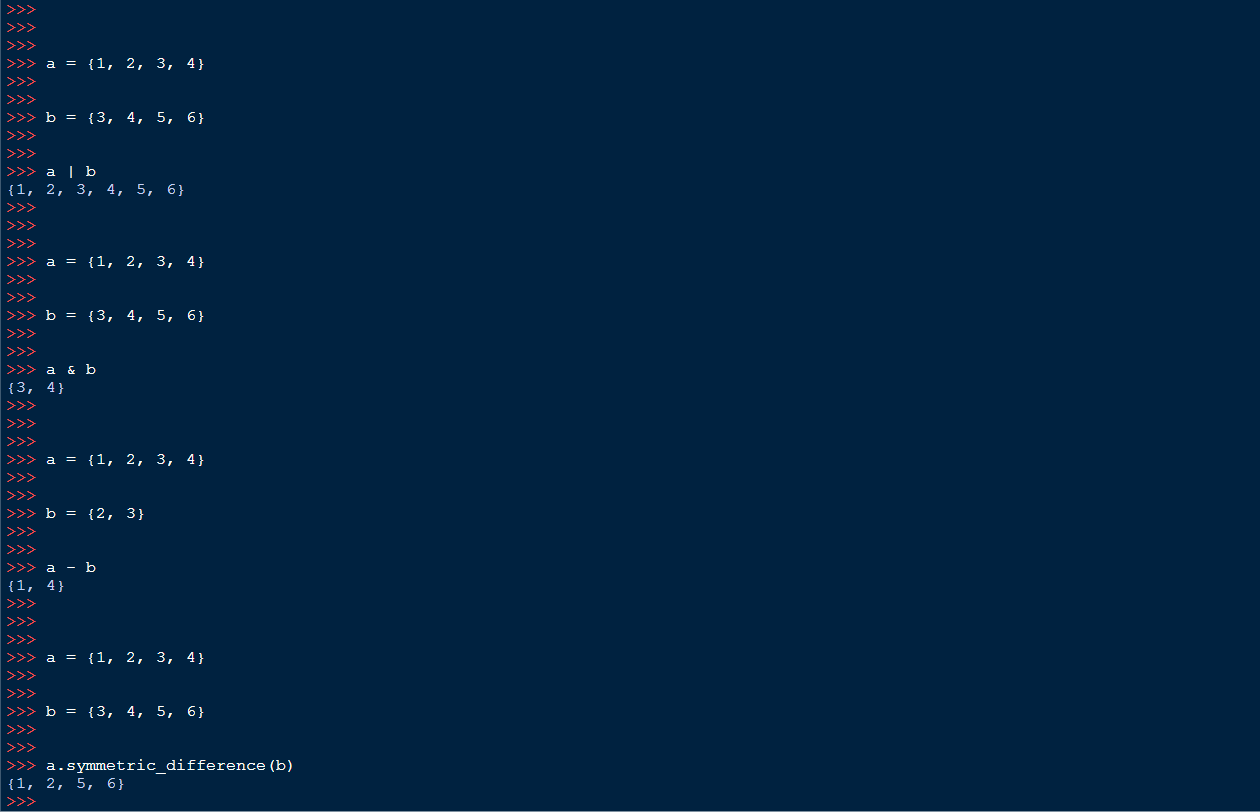 >>>
>>>
>>>
>>> a = {1, 2, 3, 4}
>>>
>>>
>>> b = {3, 4, 5, 6}
>>>
>>>
>>> a | b
{1, 2, 3, 4, 5, 6}
>>>
>>>
>>>
>>> a = {1, 2, 3, 4}
>>>
>>>
>>> b = {3, 4, 5, 6}
>>>
>>>
>>> a & b
{3, 4}
>>>
>>>
>>>
>>> a = {1, 2, 3, 4}
>>>
>>>
>>> b = {2, 3}
>>>
>>>
>>> a - b
{1, 4}
>>>
>>>
>>>
>>> a = {1, 2, 3, 4}
>>>
>>>
>>> b = {3, 4, 5, 6}
>>>
>>>
>>> a.symmetric_difference(b)
{1, 2, 5, 6}
>>>